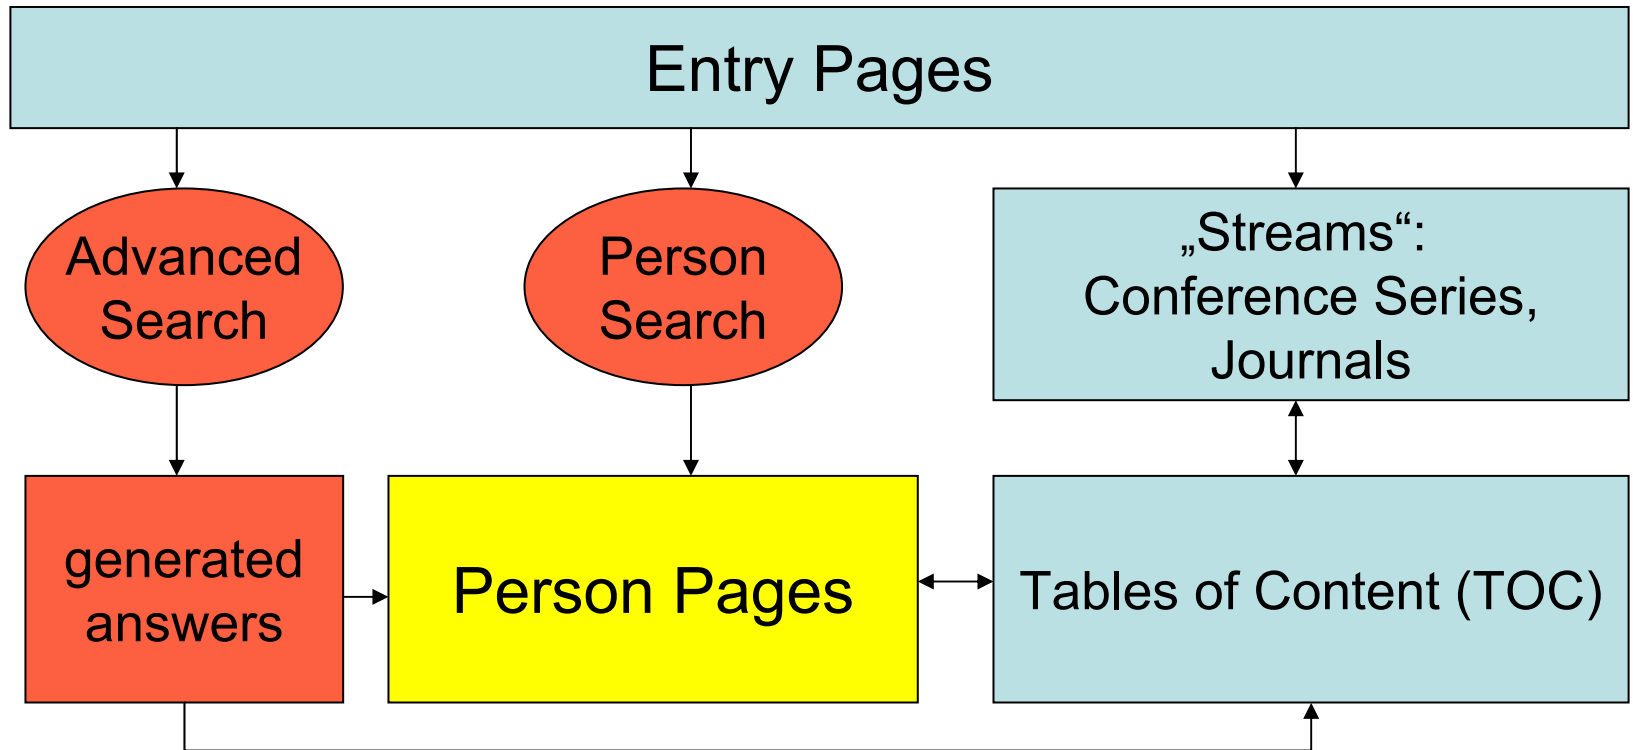 Entry Pages
Advanced
Search
Person
Search
„Streams“:
Conference Series,
Journals
generated
answers
Person Pages
Tables of Content (TOC)